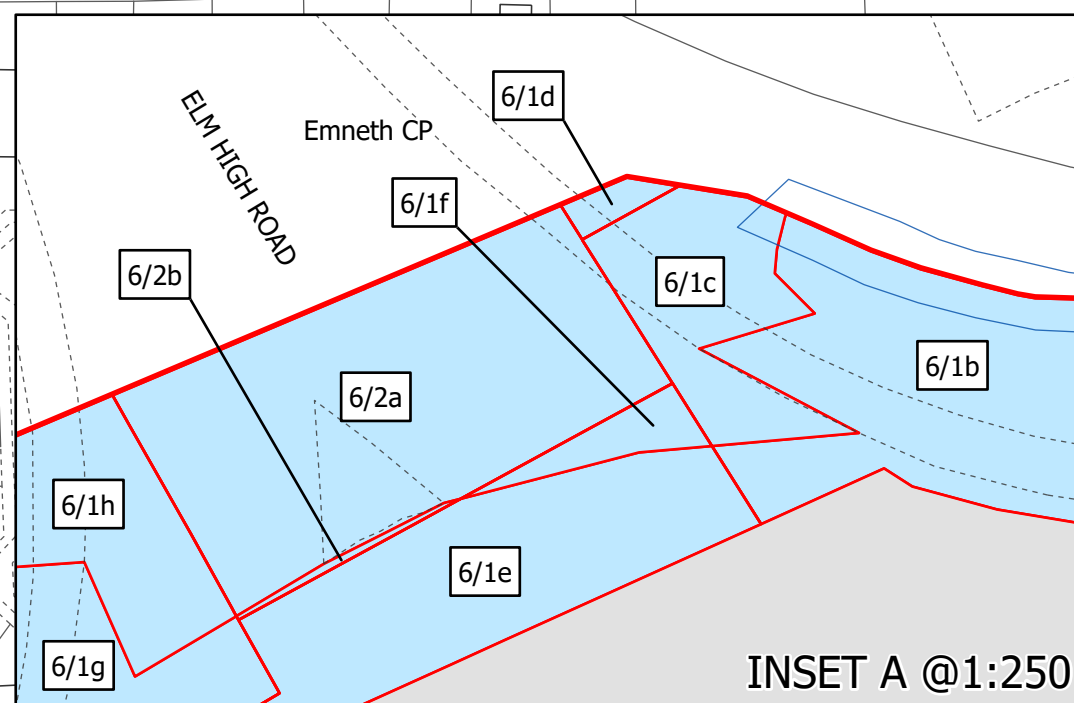 6/1d
ELM HIGH ROAD
Emneth CP
6/1f
6/2b
6/1c
6/1b
6/2a
6/1h
6/1e
6/1g
INSET A @1:250